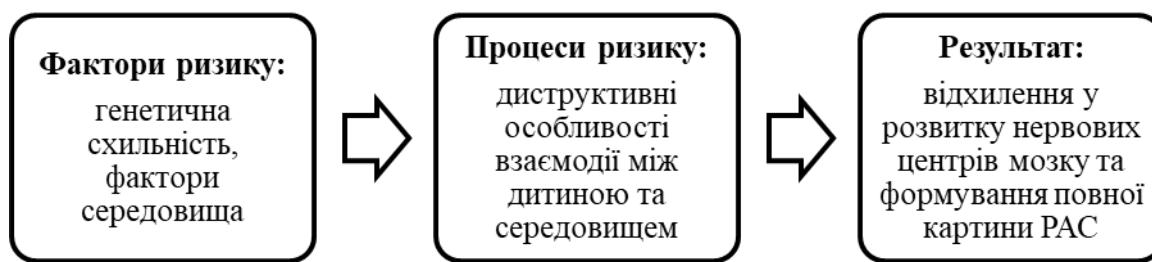 Фактори ризику:
генетична
схильність,
фактори
середовища
Процеси ризику:
диструктивні
особливості
взаємодії між
дитиною та
середовищем
Результат:
відхилення у
розвитку нервових
центрів мозку та
формування повної
картини РАС